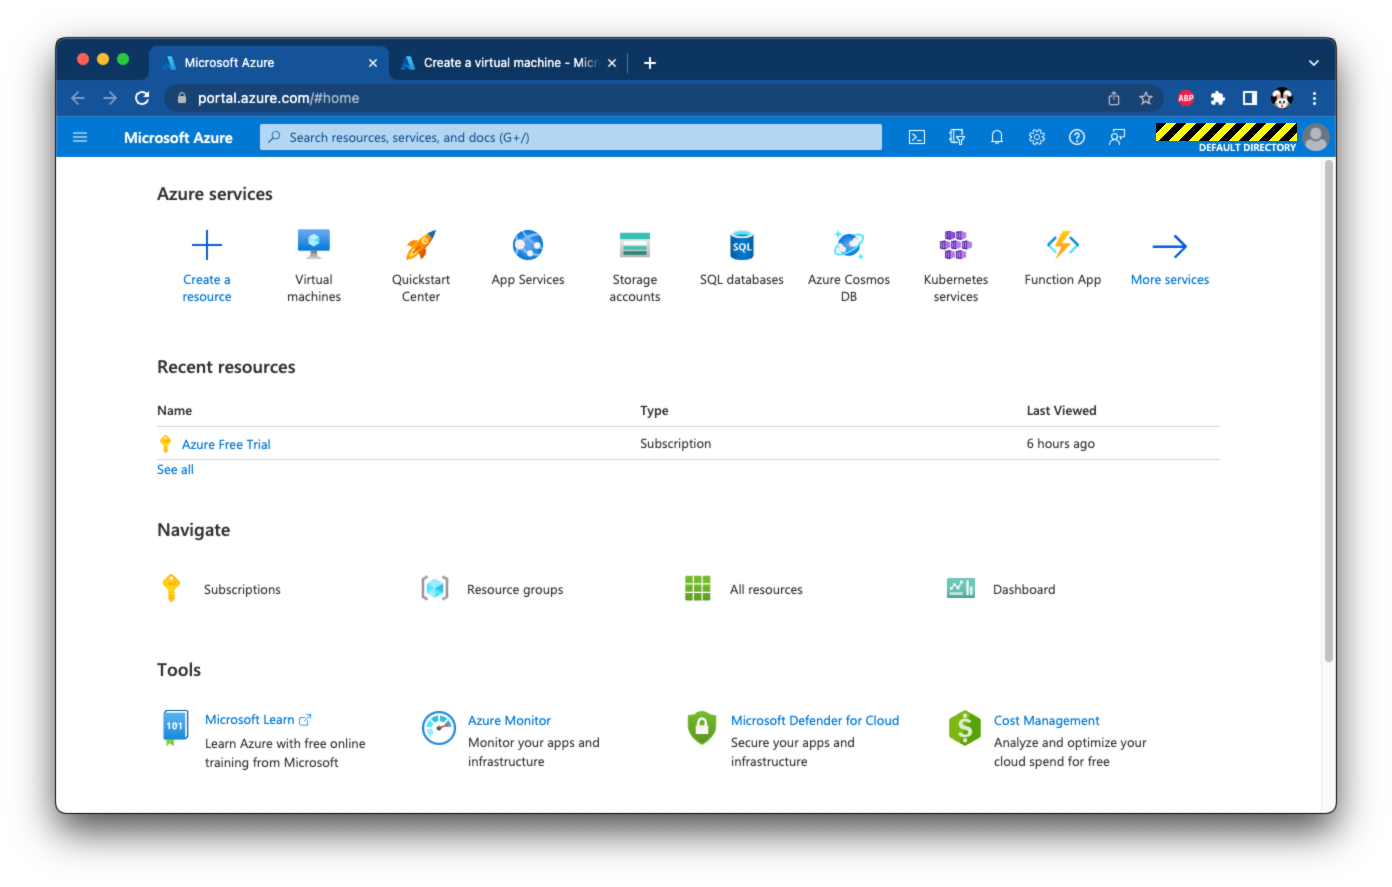 Microsoft Azure
Create a virtual machine - Micr
portal.azure.com/#home
ABP
Microsoft Azure
Search resources, services, and docs (G+/)
DEFAULT DIRECTORY
Azure services
Create a
resource
Virtual
machines
Quickstart
Center
App Services
Storage
accounts
SQL
SQL databases
Azure Cosmos
DB
Kubernetes
services
Function App
More services
Recent resources
Name Type Last Viewed
Azure Free Trial Subscription 6 hours ago
See all
Navigate
Subscriptions
Resource groups
All resources
Dashboard
Tools
101
Microsoft Learn
Learn Azure with free online
training from Microsoft
Azure Monitor
Monitor your apps and
infrastructure
Microsoft Defender for Cloud
Secure your apps and
infrastructure
$
Cost Management
Analyze and optimize your
cloud spend for free